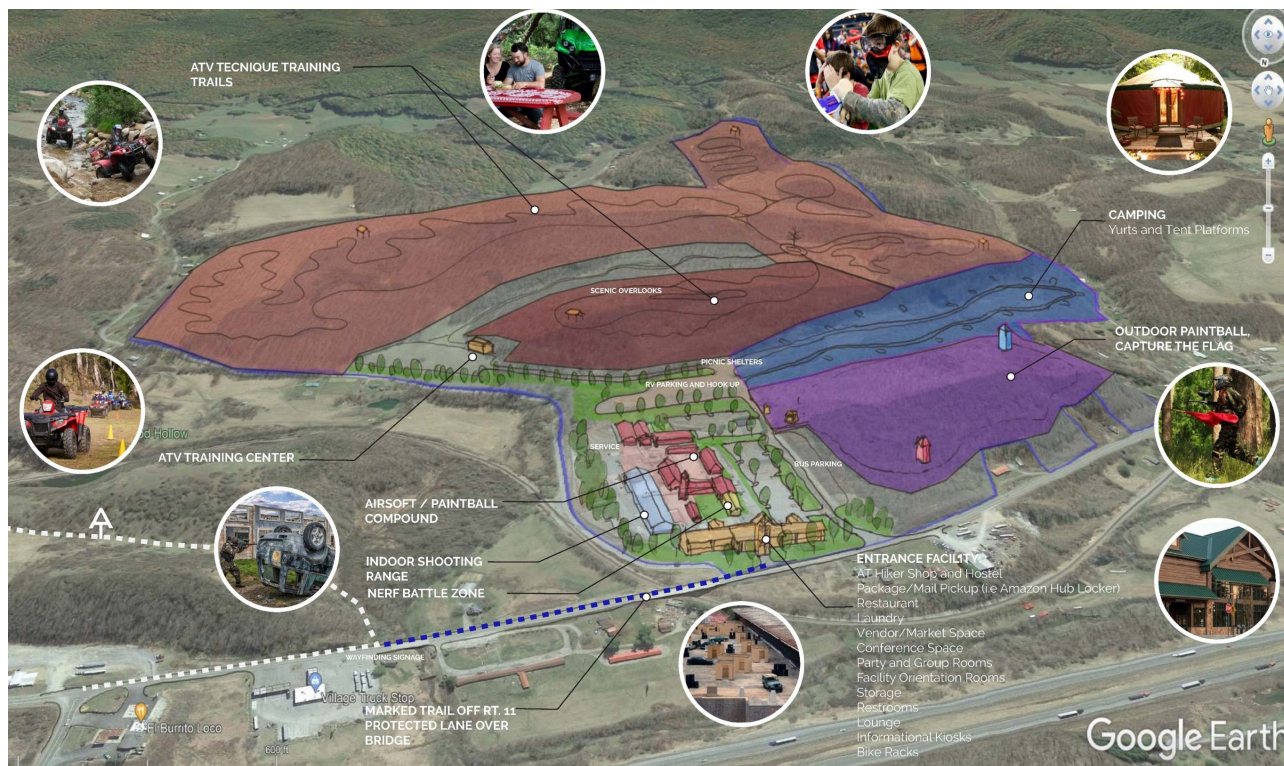 ATV TECNIQUE TRAINING
TRAILS
CAMPING
Yurts and Tent Platforms
SCENIC OVERLOOKS
OUTDOOR PAINTBALL,
CAPTURE THE FLAG
PICNIC SHELTERS
RV PARKING AND HOOK UP
Hollow
SERVICE
ATV TRAINING CENTER
BUS PARKING
AIRSOFT / PAINTBALL
COMPOUND
INDOOR SHOOTING
RANGE
NERF BATTLE ZONE
ENTRANCE FACILITY
AT Hiker Shop and Hostel
Package/Mail Pickup (i.e Amazon Hub Locker)
Restaurant
Laundry
Vendor/Market Space
Conference Space
Party and Group Rooms
Facility Orientation Rooms
Storage
Restrooms
Lounge
Informational Kiosks
Bike Racks
WAYFINDING SIGNAGE
Village Truck Stop
El Burrito Loco
MARKED TRAIL OFF RT. 11
PROTECTED LANE OVER
BRIDGE
600 ft
N
Google Earth